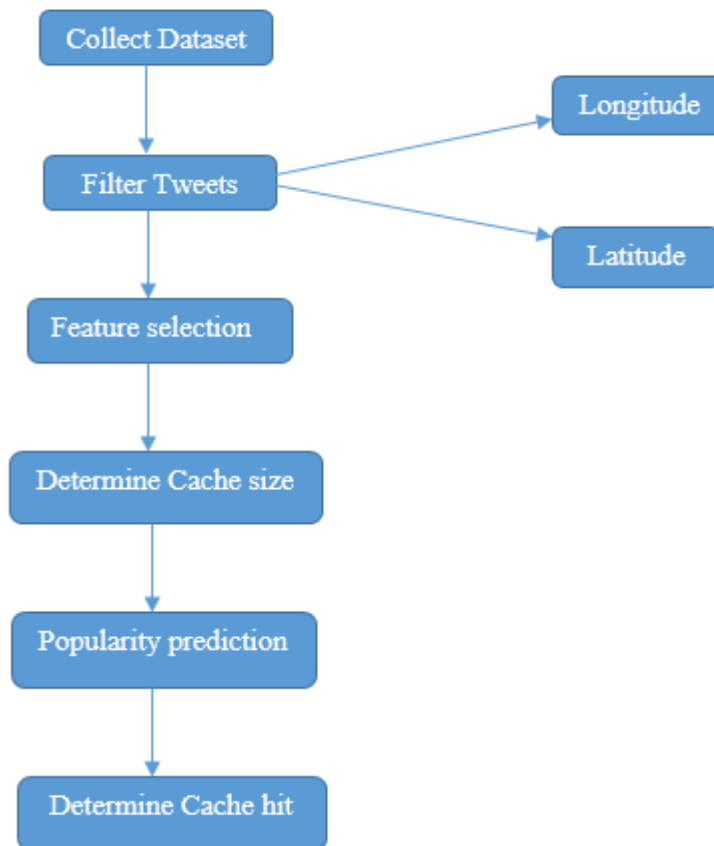 Collect Dataset
Longitude
Filter Tweets
Latitude
Feature selection
Determine Cache size
Popularity prediction
Determine Cache hit